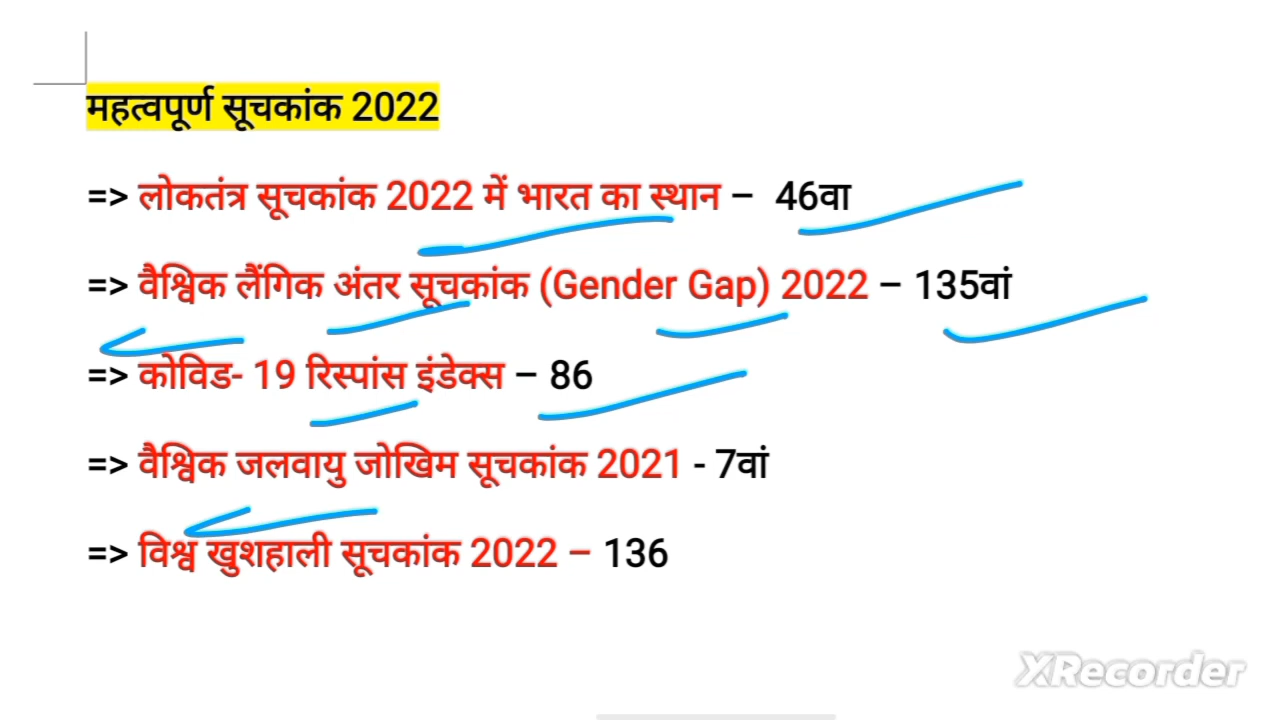 महत्वपूर्ण सूचकांक 2022
=> लोकतंत्र सूचकांक 2022 में भारत का स्थान – 46वा
=> वैश्विक लैंगिक अंतर सूचकांक (Gender Gap) 2022 – 135वां
=> कोविड- 19 रिस्पांस इंडेक्स – 86
=> वैश्विक जलवायु जोखिम सूचकांक 2021 - 7वां
=> विश्व खुशहाली सूचकांक 2022 – 136
XRecorder